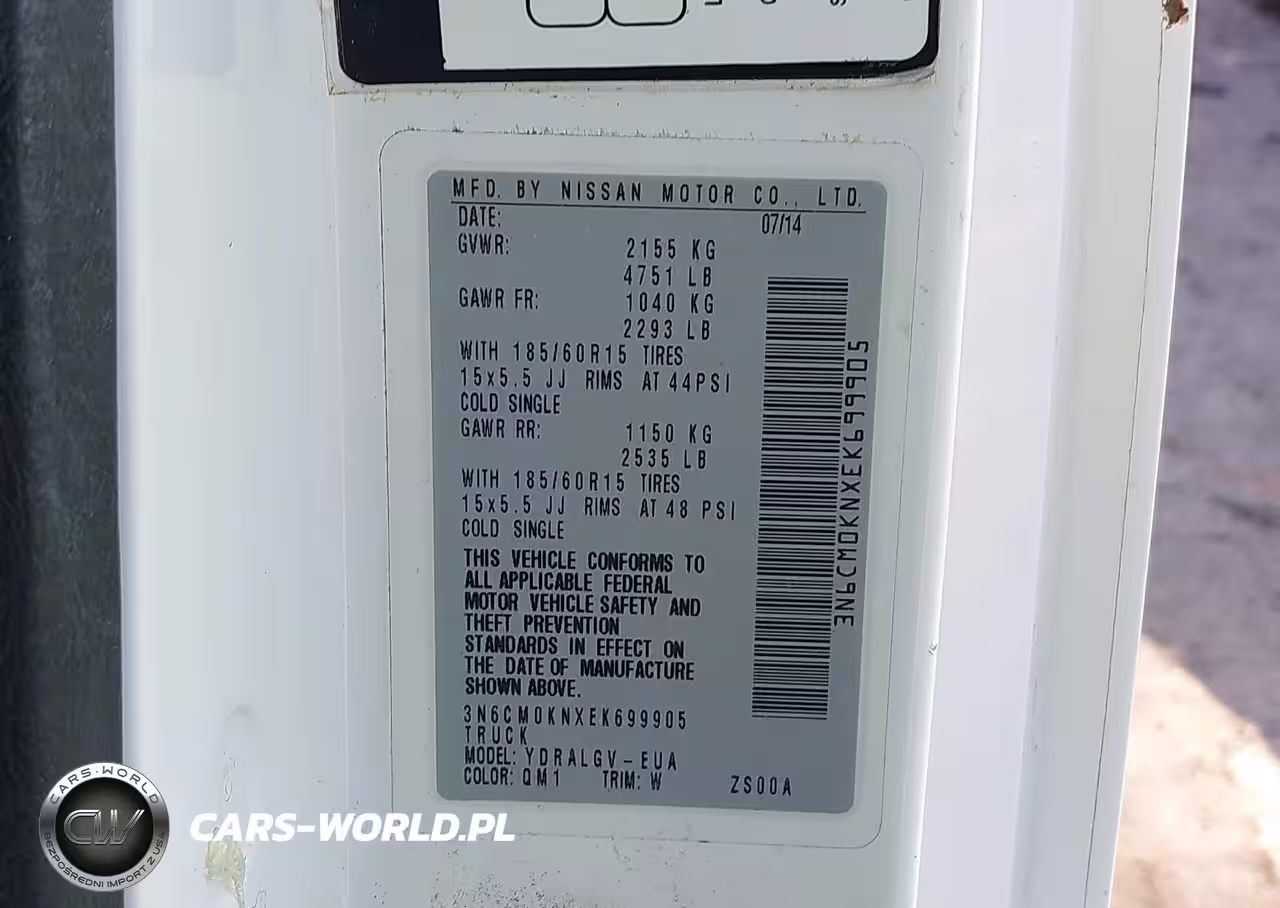 MFD. BY NISSAN MOTOR CO., LTD.
DATE: 07/14
GVWR: 2155 KG
4751 LB
GAWR FR: 1040 KG
2293 LB
WITH 185/60R15 TIRES
15x5.5 JJ RIMS AT 44PSI
COLD SINGLE
GAWR RR: 1150 KG
2535 LB
WITH 185/60R15 TIRES
15x5.5 JJ RIMS AT 48 PSI
COLD SINGLE
THIS VEHICLE CONFORMS TO
ALL APPLICABLE FEDERAL
MOTOR VEHICLE SAFETY AND
THEFT PREVENTION
STANDARDS IN EFFECT ON
THE DATE OF MANUFACTURE
SHOWN ABOVE.
3N6CM0KNXEK699905
TRUCK
MODEL: YDRALGV-EUA
COLOR: QM1 TRIM: W ZS00A
3N6CM0KNXEK699905
CARS-WORLD
CW
BEZPOŚREDNI IMPORT Z USA
CARS-WORLD.PL